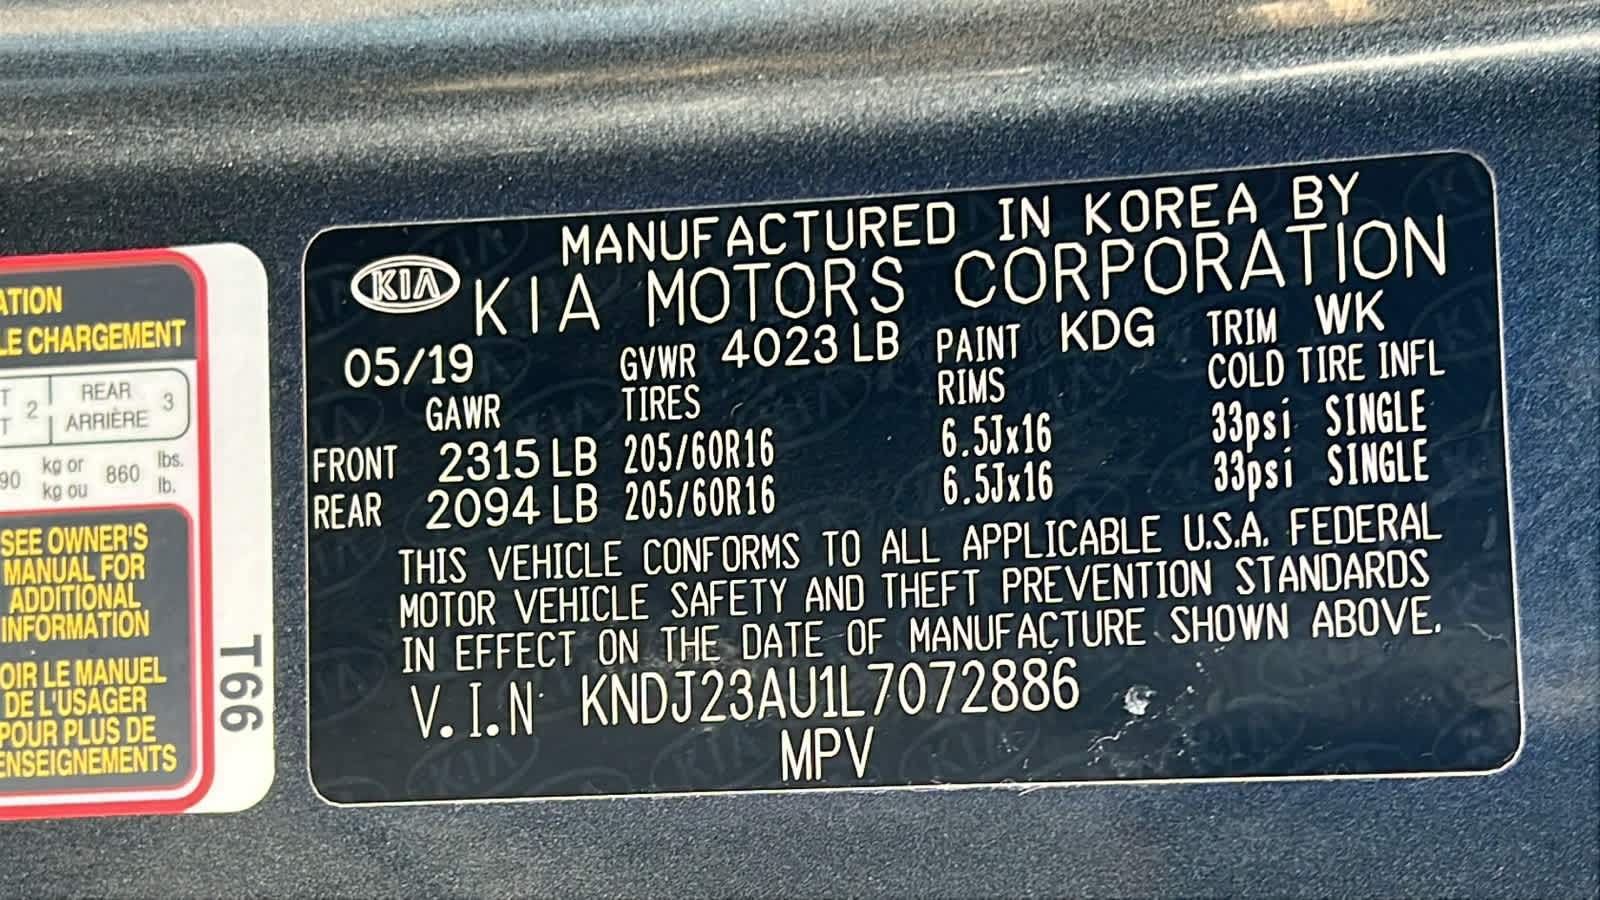 ATION
LE CHARGEMENT
T 2 REAR 3
T ARRIÈRE
90 kg or 860 lbs.
kg ou lb.
SEE OWNER'S
MANUAL FOR
ADDITIONAL
INFORMATION
OIR LE MANUEL
DE L'USAGER
POUR PLUS DE
ENSEIGNEMENTS
T66
MANUFACTURED IN KOREA BY
KIA KIA MOTORS CORPORATION
05/19 GVWR 4023 LB PAINT KDG TRIM WK
GAWR TIRES RIMS COLD TIRE INFL
FRONT 2315 LB 205/60R16 6.5Jx16 33psi SINGLE
REAR 2094 LB 205/60R16 6.5Jx16 33psi SINGLE
THIS VEHICLE CONFORMS TO ALL APPLICABLE U.S.A. FEDERAL
MOTOR VEHICLE SAFETY AND THEFT PREVENTION STANDARDS
IN EFFECT ON THE DATE OF MANUFACTURE SHOWN ABOVE.
V.I.N KNDJ23AU1L7072886
MPV